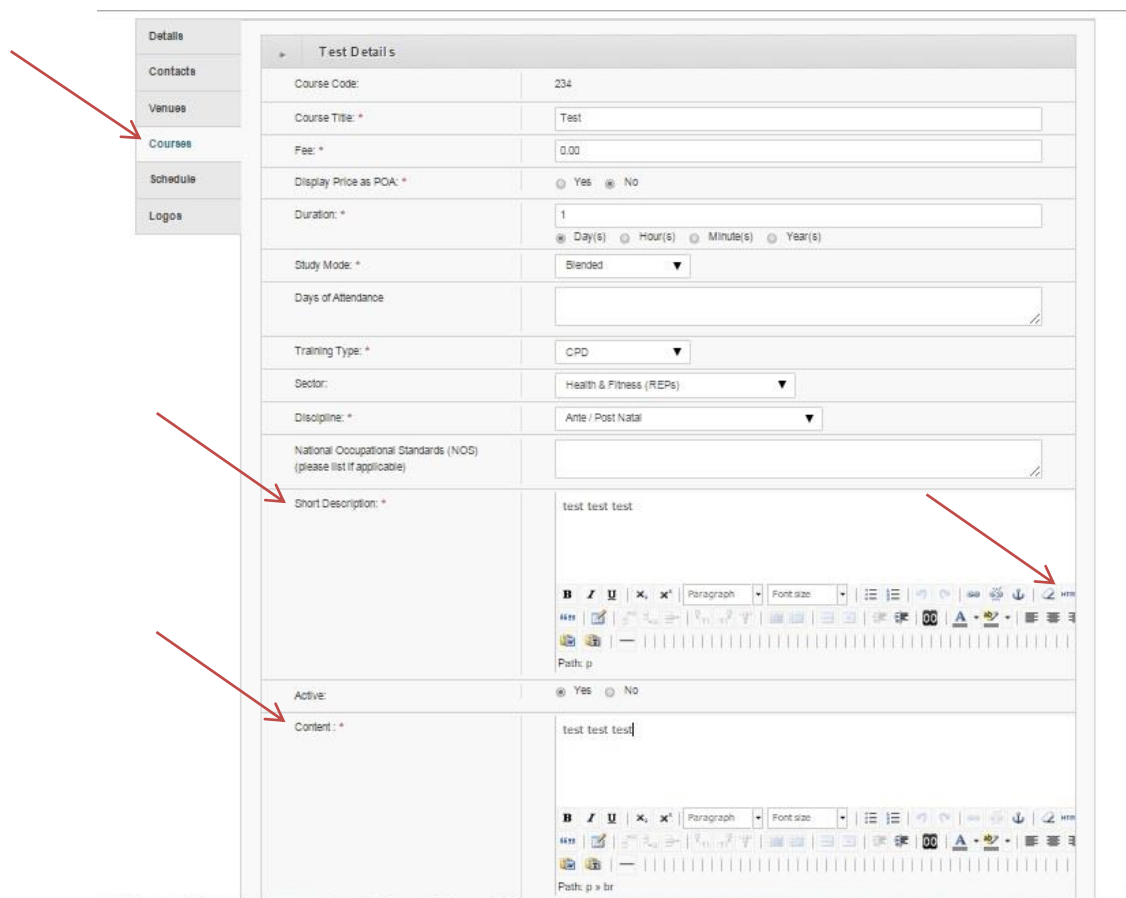 Details
Contacts
Venues
Courses
Schedule
Logos
Test Details
Course Code: 234
Course Title: * Test
Fee: * 0.00
Display Price as POA: * Yes No
Duration: * 1
Day(s) Hour(s) Minute(s) Year(s)
Study Mode: * Blended
Days of Attendance
Training Type: * CPD
Sector: Health & Fitness (REPs)
Discipline: * Ante / Post Natal
National Occupational Standards (NOS)
(please list if applicable)
Short Description: * test test test
B I U Paragraph Font size
Path: p
Active: Yes No
Content : * test test test
B I U Paragraph Font size
Path: p » br